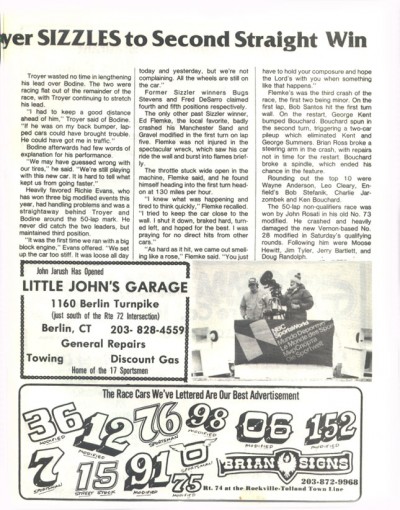 yer SIZZLES to Second Straight Win
Troyer wasted no time in lengthening
his lead over Bodine. The two were
racing flat out of the remainder of the
race, with Troyer continuing to stretch
his lead.
"I had to keep a good distance
ahead of him," Troyer said of Bodine.
"If he was on my back bumper, lap-
ped cars could have brought trouble.
He could have got me in traffic."
Bodine afterwards had few words of
explanation for his performance.
"We may have guessed wrong with
our tires," he said. "We're still playing
with this new car. It is hard to tell what
kept us from going faster."
Heavily favored Richie Evans, who
has won three big modified events this
year, had handling problems and was a
straightaway behind Troyer and
Bodine around the 50-lap mark. He
never did catch the two leaders, but
maintained third position.
"It was the first time we ran with a big
block engine," Evans offered. "We set
up the car too stiff. It was loose all day
today and yesterday, but we're not
complaining. All the wheels are still on
the car."
Former Sizzler winners Bugs
Stevens and Fred DeSarro claimed
fourth and fifth positions respectively.
The only other past Sizzler winner,
Ed Flemke, the local favorite, badly
crashed his Manchester Sand and
Gravel modified in the first turn on lap
five. Flemke was not injured in the
spectacular wreck, which saw his car
ride the wall and burst into flames brief-
ly.
The throttle stuck wide open in the
machine, Flemke said, and he found
himself heading into the first turn head-
on at 130 miles per hour.
"I knew what was happening and
tried to think quickly," Flemke recalled.
"I tried to keep the car close to the
wall. I shut it down, braked hard, turn-
ed left, and hoped for the best. I was
praying for no direct hits from other
cars."
"As hard as it hit, we came out smell-
ing like a rose," Flemke said. "You just
have to hold your composure and hope
the Lord's with you when something
like that happens."
Flemke's was the third crash of the
race, the first two being minor. On the
first lap, Bob Santos hit the first turn
wall. On the restart, George Kent
bumped Bouchard. Bouchard spun in
the second turn, triggering a two-car
pileup which eliminated Kent and
George Summers. Brian Ross broke a
steering arm in the crash, with repairs
not in time for the restart. Bouchard
broke a spindle, which ended his
chance in the feature.
Rounding out the top 10 were
Wayne Anderson, Leo Cleary, En-
field's Bob Stefanik, Charlie Jar-
zombek and Ken Bouchard.
The 50-lap non-qualifiers race was
won by John Rosati in his old No. 73
modified. He crashed and heavily
damaged the new Vernon-based No.
28 modified in Saturday's qualifying
rounds. Following him were Moose
Hewitt, Jim Tyler, Jerry Bartlett, and
Doug Randolph.
John Jarush Has Opened
LITTLE JOHN'S GARAGE
1160 Berlin Turnpike
(just south of the Rte 72 Intersection)
Berlin, CT 203- 828-4559
General Repairs
Towing Discount Gas
Home of the 17 Sportsmen
NBC
SportsWorld
The Race Cars We've Lettered Are Our Best Advertisement
36 MODIFIED
12 MODIFIED
76 SPORTSMAN
98 MODIFIED
06 MODIFIED
152 MODIFIED
7 SPORTSMAN
15 STREET STOCK
91 MODIFIED
0 SPORTSMAN
75 MODIFIED
BRIAN SIGNS
203-872-9968
Rt. 74 at the Rockville-Tolland Town Line